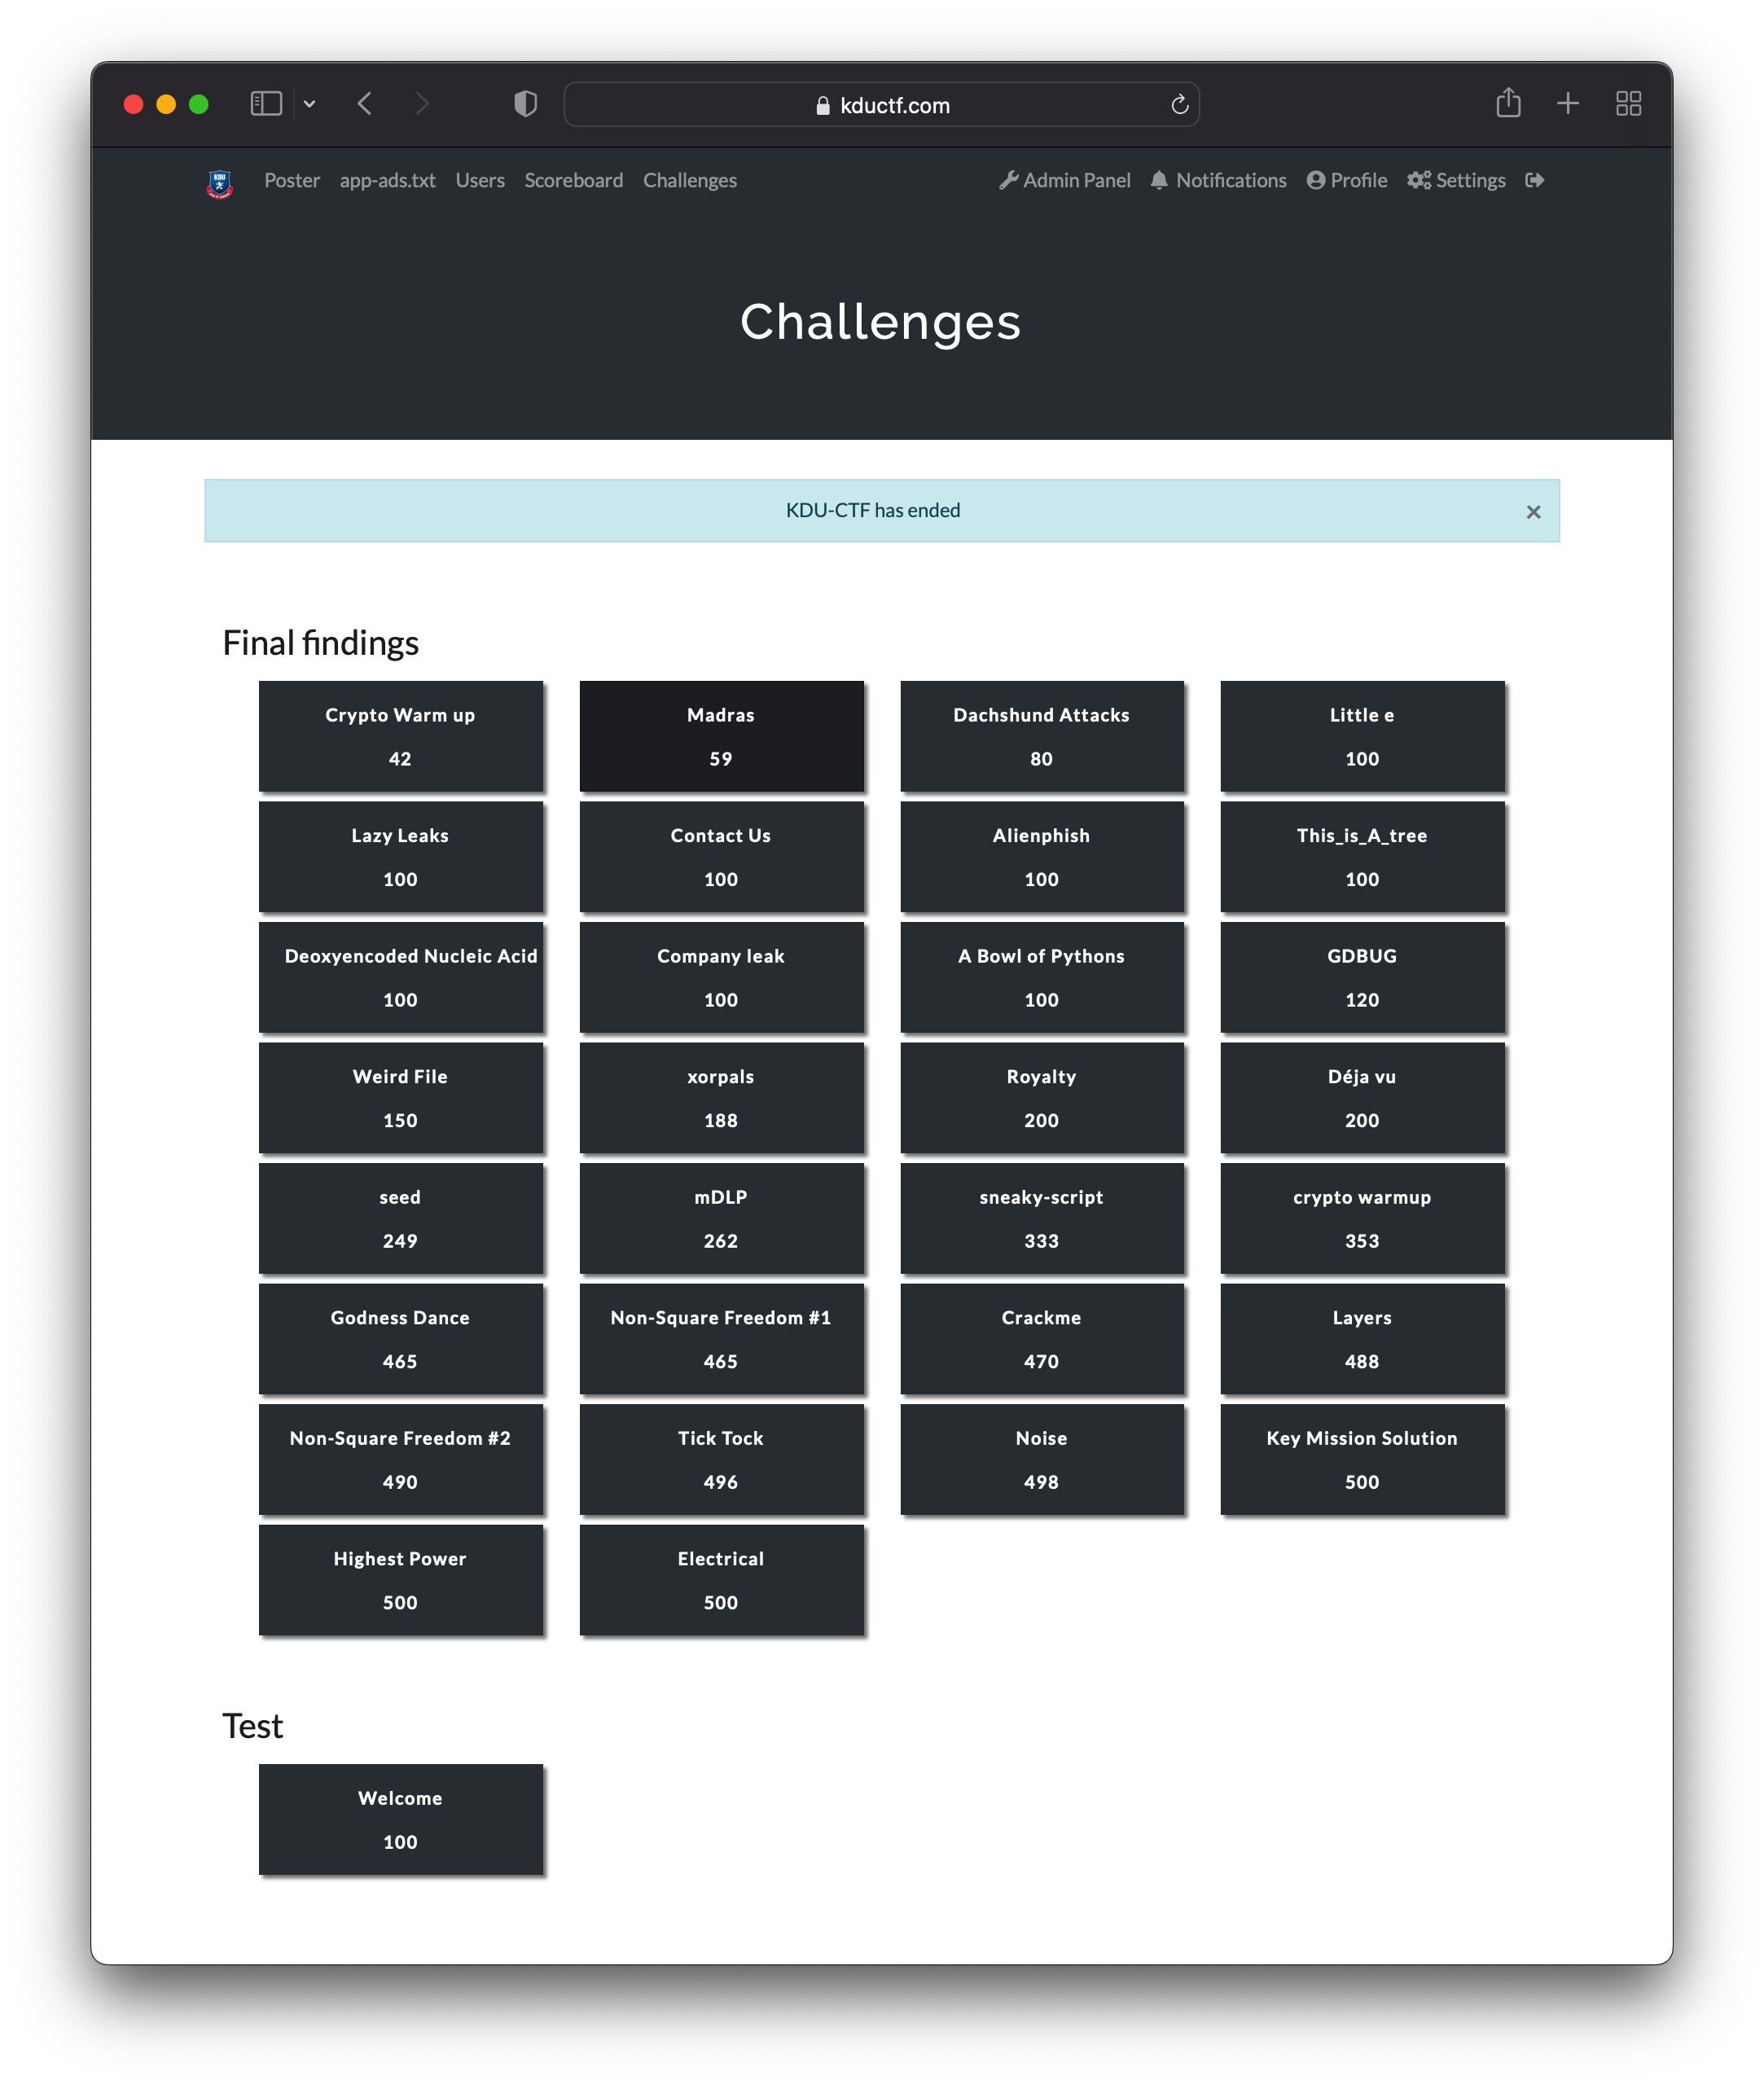 kductf.com
KDU
Poster app-ads.txt Users Scoreboard Challenges Admin Panel Notifications Profile Settings
Challenges
KDU-CTF has ended ×
Final findings
Crypto Warm up
42
Madras
59
Dachshund Attacks
80
Little e
100
Lazy Leaks
100
Contact Us
100
Alienphish
100
This_is_A_tree
100
Deoxyencoded Nucleic Acid
100
Company leak
100
A Bowl of Pythons
100
GDBUG
120
Weird File
150
xorpals
188
Royalty
200
Déja vu
200
seed
249
mDLP
262
sneaky-script
333
crypto warmup
353
Godness Dance
465
Non-Square Freedom #1
465
Crackme
470
Layers
488
Non-Square Freedom #2
490
Tick Tock
496
Noise
498
Key Mission Solution
500
Highest Power
500
Electrical
500
Test
Welcome
100